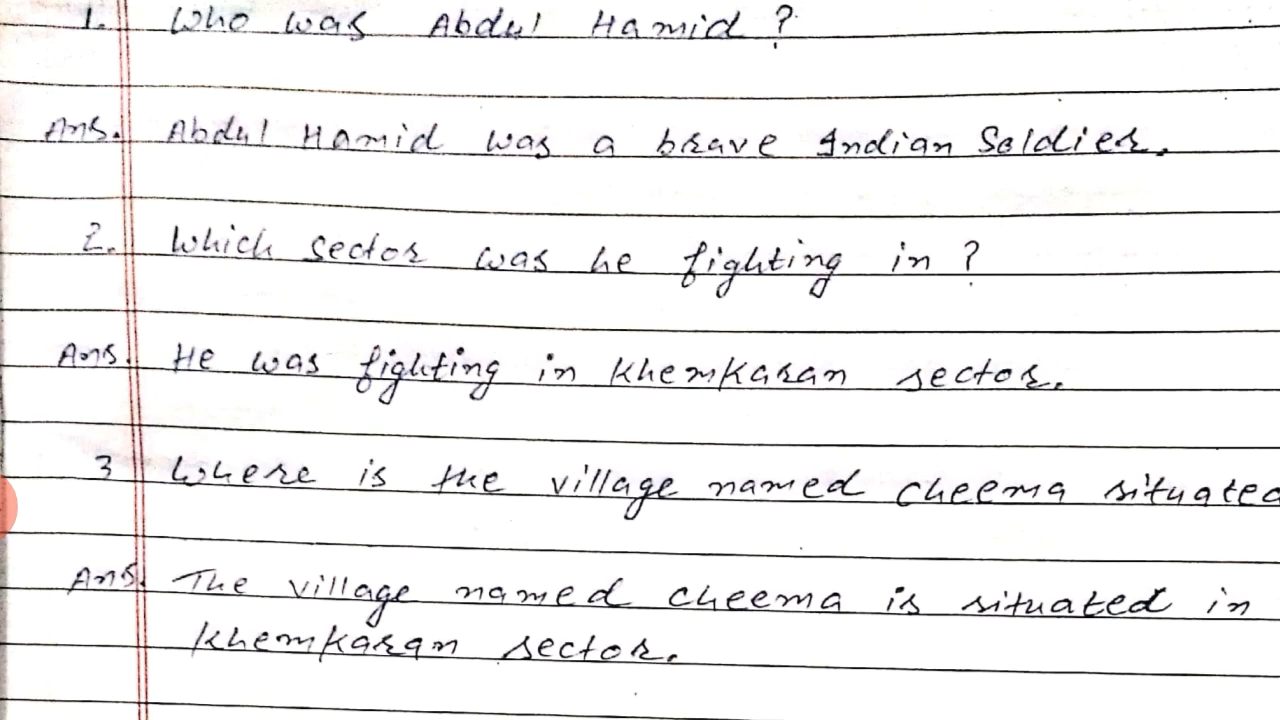 1. Who was Abdul Hamid ?
Ans. Abdul Hamid was a brave Indian Soldier.
2. Which sector was he fighting in ?
Ans. He was fighting in Khemkaran sector.
3 Where is the village named cheema situated
Ans. The village named cheema is situated in
Khemkaran sector.